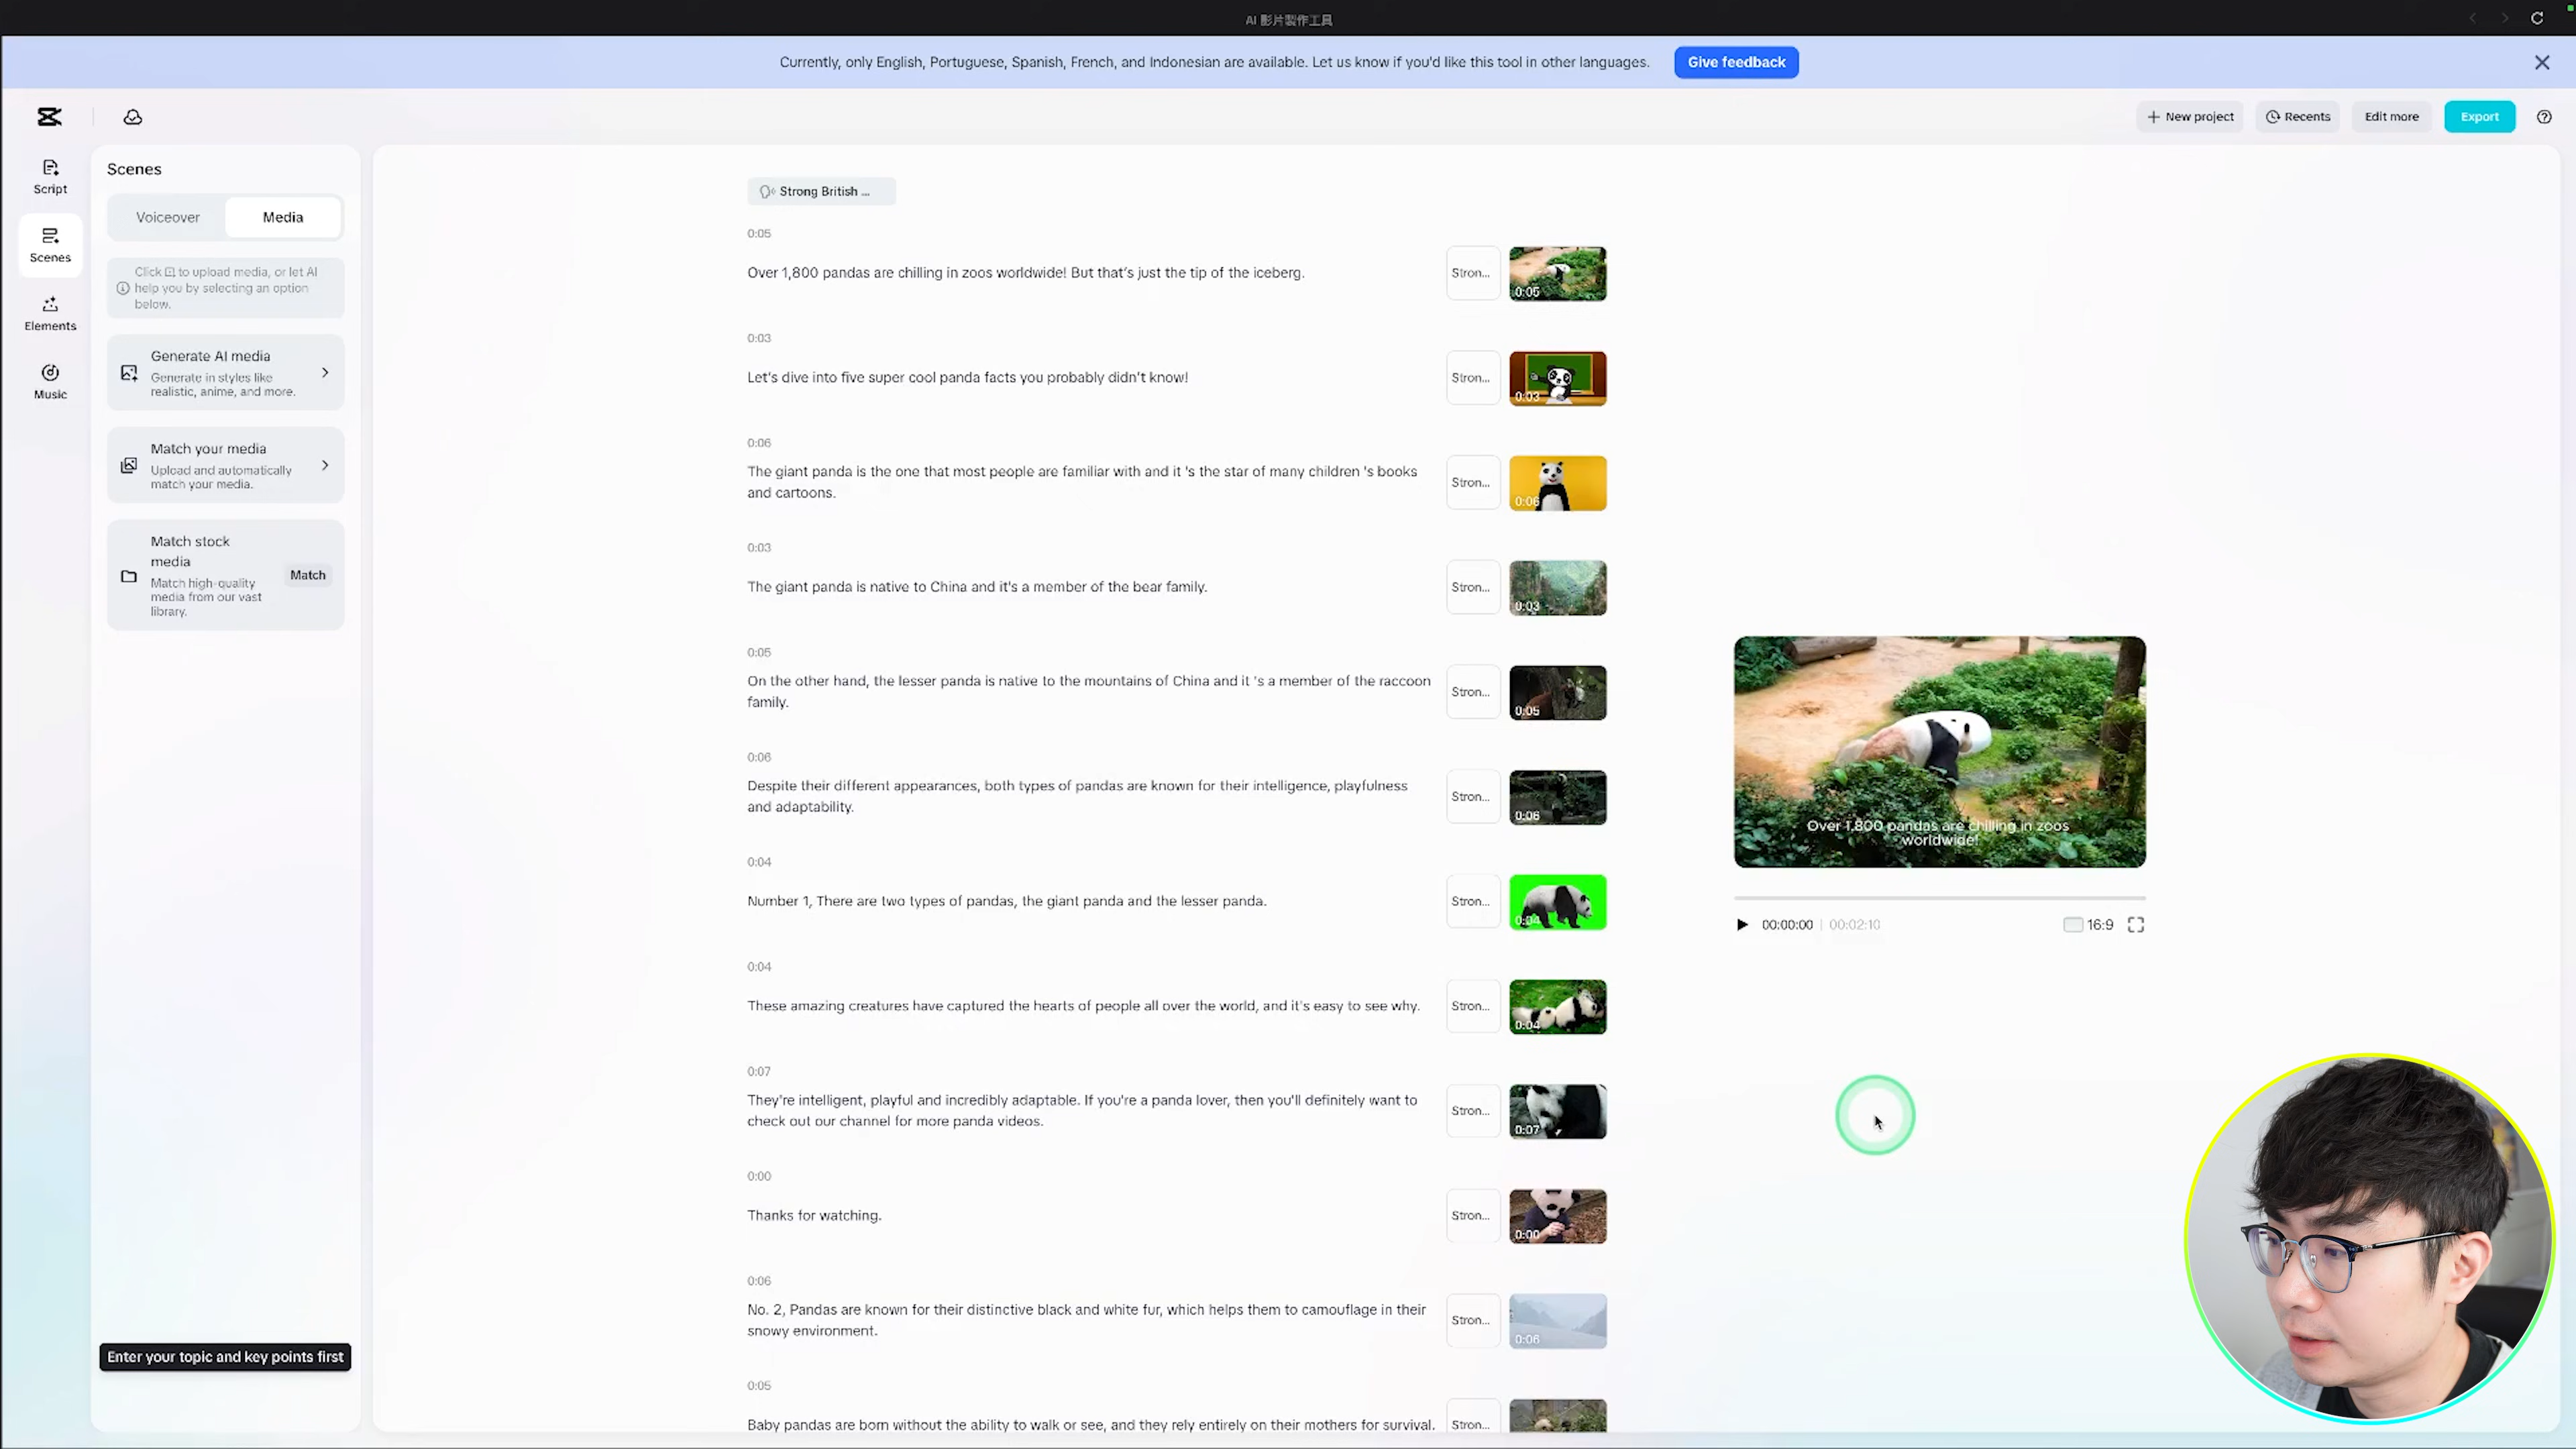 AI 影片製作工具
Currently, only English, Portuguese, Spanish, French, and Indonesian are available. Let us know if you'd like this tool in other languages.
Give feedback
New project
Recents
Edit more
Export
Script
Scenes
Elements
Music
Scenes
Voiceover
Media
Click to upload media, or let AI
help you by selecting an option
below.
Generate AI media
Generate in styles like
realistic, anime, and more.
Match your media
Upload and automatically
match your media.
Match stock
media
Match high-quality
media from our vast
library.
Match
Enter your topic and key points first
Strong British ...
0:05
Over 1,800 pandas are chilling in zoos worldwide! But that's just the tip of the iceberg.
Stron...
0:05
0:03
Let's dive into five super cool panda facts you probably didn't know!
Stron...
0:03
0:06
The giant panda is the one that most people are familiar with and it 's the star of many children 's books
and cartoons.
Stron...
0:06
0:03
The giant panda is native to China and it's a member of the bear family.
Stron...
0:03
0:05
On the other hand, the lesser panda is native to the mountains of China and it 's a member of the raccoon
family.
Stron...
0:05
0:06
Despite their different appearances, both types of pandas are known for their intelligence, playfulness
and adaptability.
Stron...
0:06
0:04
Number 1, There are two types of pandas, the giant panda and the lesser panda.
Stron...
0:04
0:04
These amazing creatures have captured the hearts of people all over the world, and it's easy to see why.
Stron...
0:04
0:07
They're intelligent, playful and incredibly adaptable. If you're a panda lover, then you'll definitely want to
check out our channel for more panda videos.
Stron...
0:07
0:00
Thanks for watching.
Stron...
0:00
0:06
No. 2, Pandas are known for their distinctive black and white fur, which helps them to camouflage in their
snowy environment.
Stron...
0:06
0:05
Baby pandas are born without the ability to walk or see, and they rely entirely on their mothers for survival.
Stron...
Over 1,800 pandas are chilling in zoos
worldwide!
00:00:00 | 00:02:10
16:9